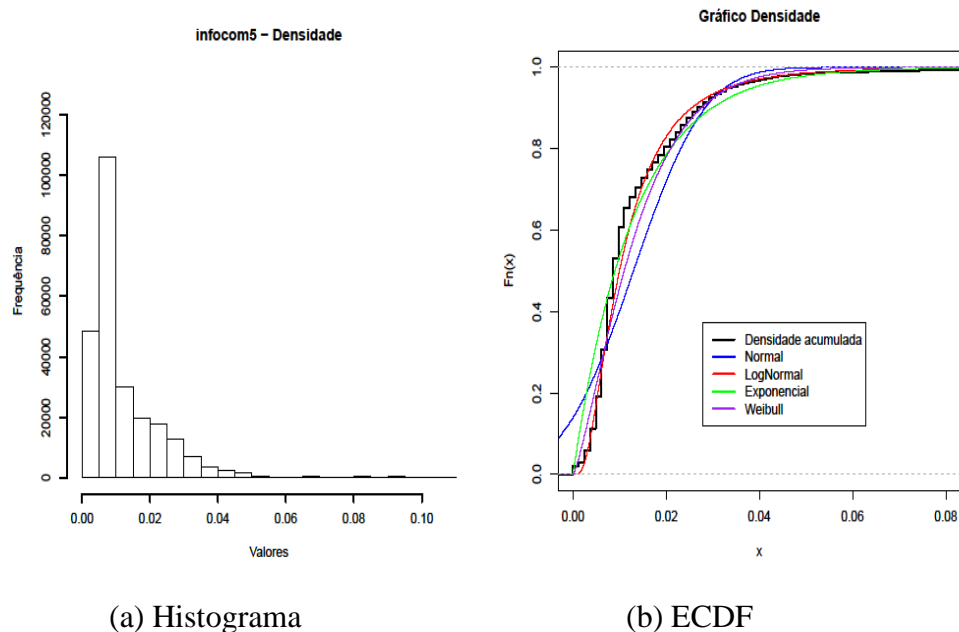 infocom5 − Densidade
Frequência
0 20000 40000 60000 80000 100000 120000
0.00 0.02 0.04 0.06 0.08 0.10
Valores
(a) Histograma
Gráfico Densidade
Fn(x)
0.0 0.2 0.4 0.6 0.8 1.0
Densidade acumulada
Normal
LogNormal
Exponencial
Weibull
0.00 0.02 0.04 0.06 0.08
x
(b) ECDF